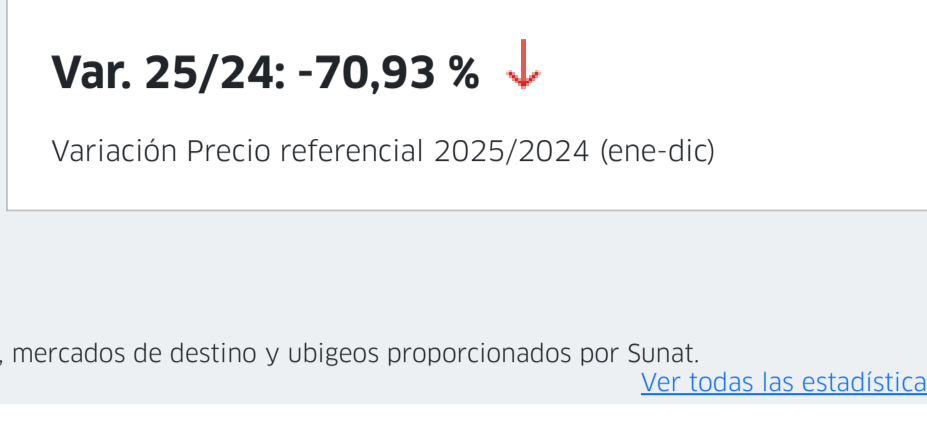 Var. 25/24: -70,93 %
Variación Precio referencial 2025/2024 (ene-dic)
, mercados de destino y ubigeos proporcionados por Sunat.
Ver todas las estadística